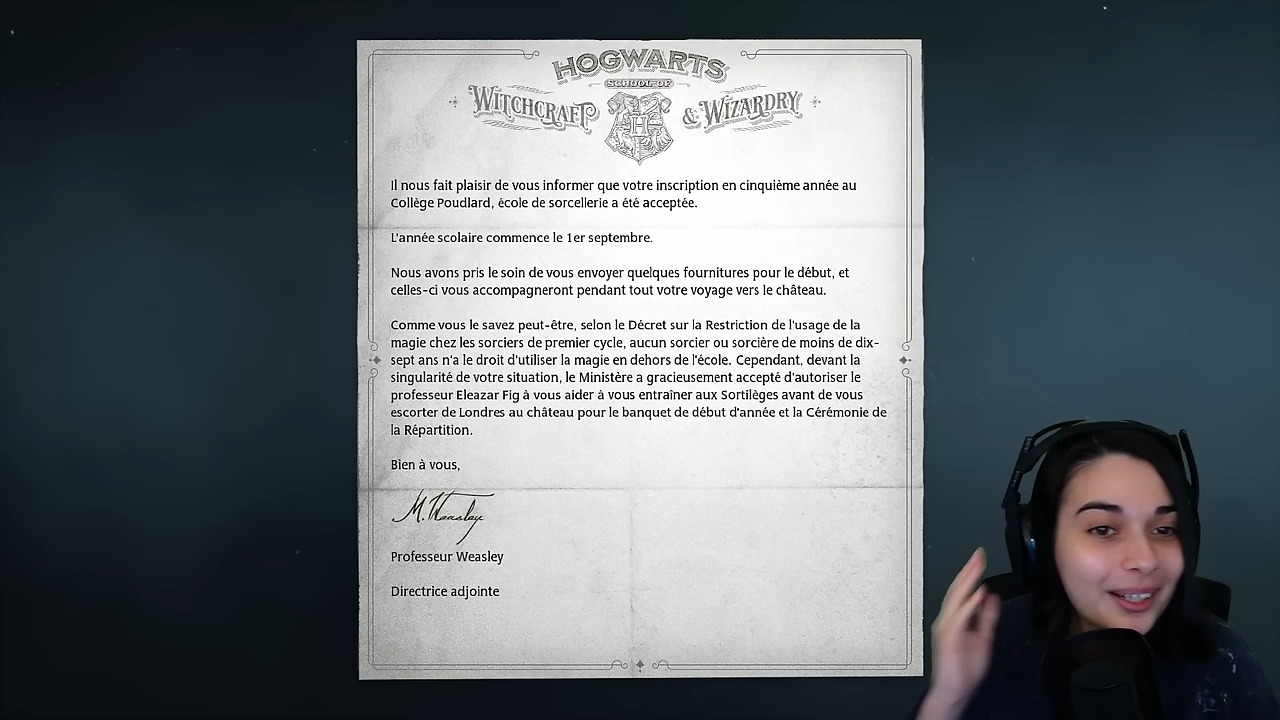 HOGWARTS
SCHOOL OF
WITCHCRAFT & WIZARDRY
H
Il nous fait plaisir de vous informer que votre inscription en cinquième année au
Collège Poudlard, école de sorcellerie a été acceptée.
L'année scolaire commence le 1er septembre.
Nous avons pris le soin de vous envoyer quelques fournitures pour le début, et
celles-ci vous accompagneront pendant tout votre voyage vers le château.
Comme vous le savez peut-être, selon le Décret sur la Restriction de l'usage de la
magie chez les sorciers de premier cycle, aucun sorcier ou sorcière de moins de dix-
sept ans n'a le droit d'utiliser la magie en dehors de l'école. Cependant, devant la
singularité de votre situation, le Ministère a gracieusement accepté d'autoriser le
professeur Eleazar Fig à vous aider à vous entraîner aux Sortilèges avant de vous
escorter de Londres au château pour le banquet de début d'année et la Cérémonie de
la Répartition.
Bien à vous,
M. Weasley
Professeur Weasley
Directrice adjointe